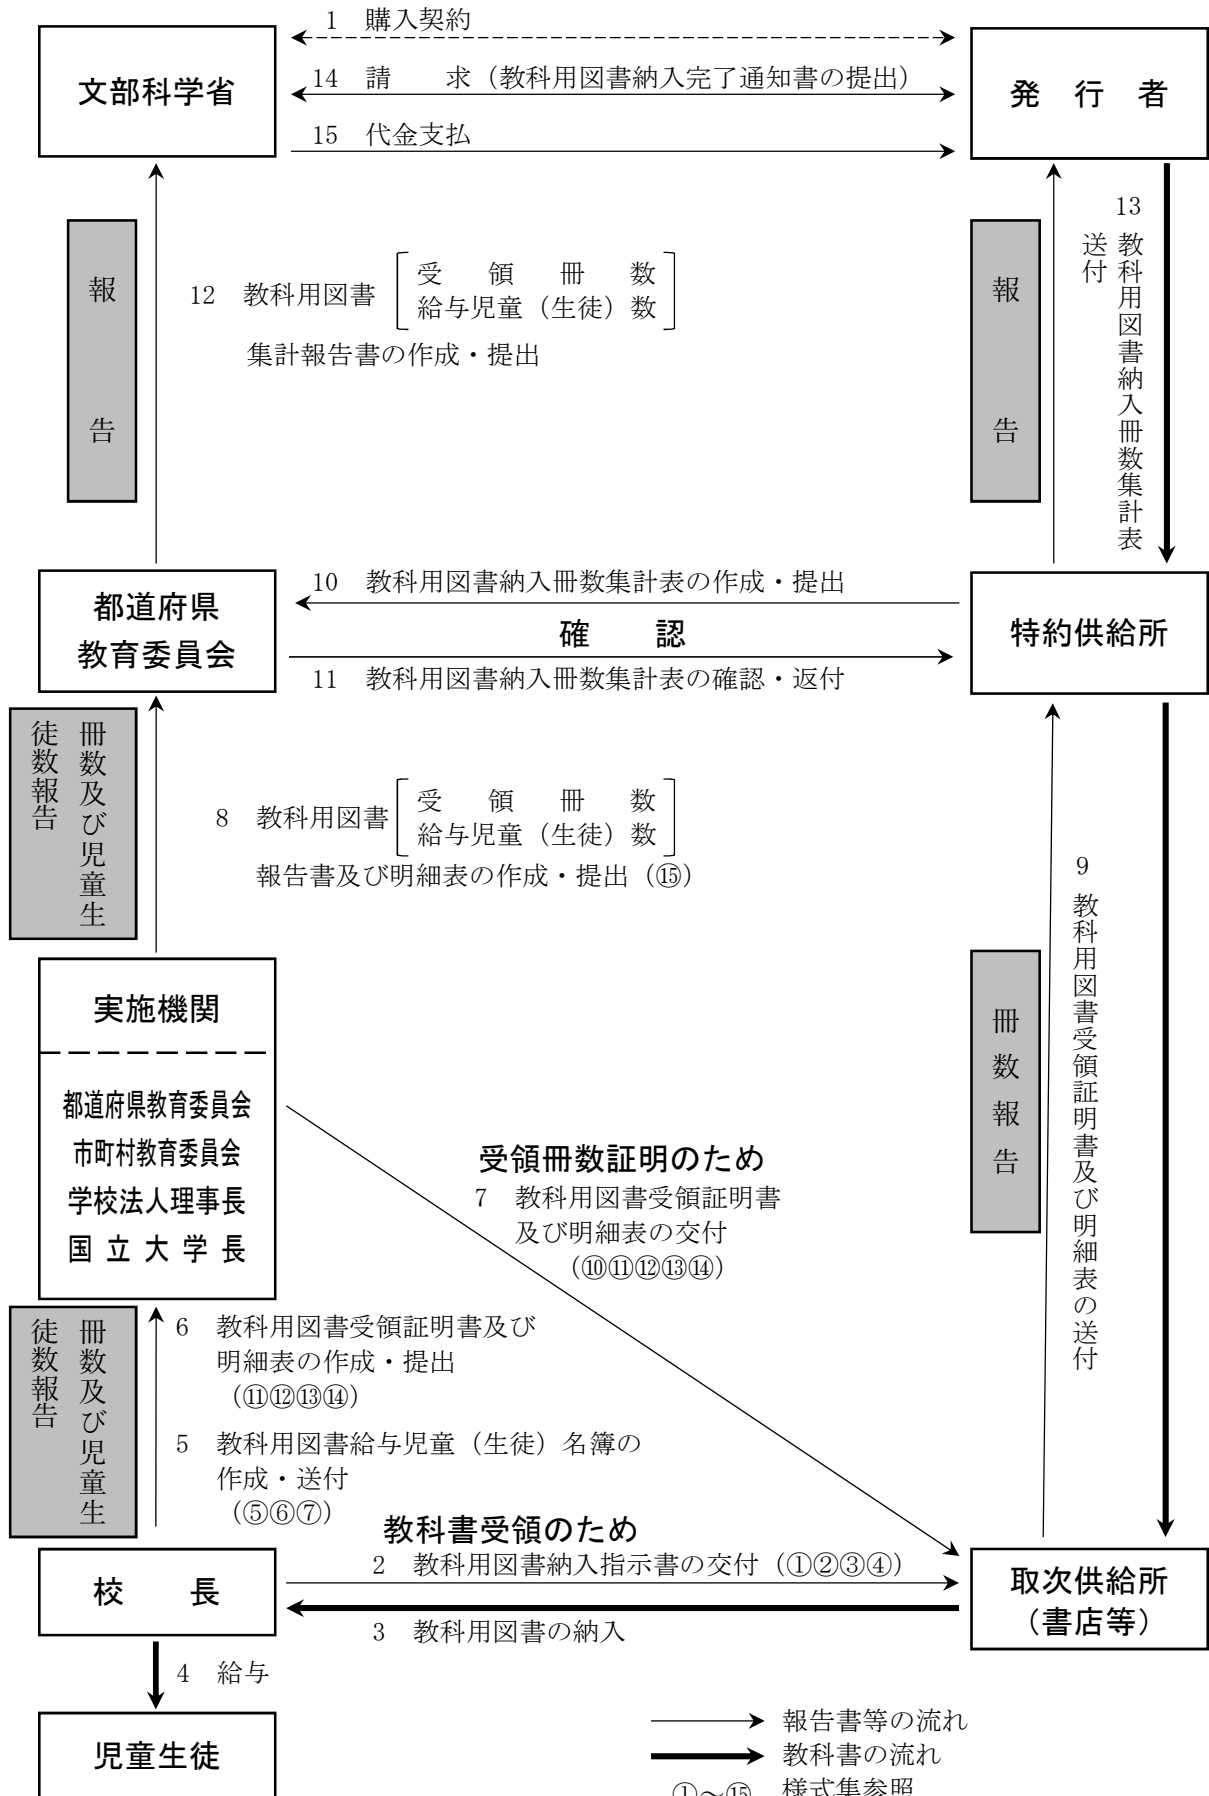 1 購入契約
文部科学省
14 請　　求（教科用図書納入完了通知書の提出）
発　行　者
15 代金支払
報告
12 教科用図書
受　領　冊　数
給与児童（生徒）数
集計報告書の作成・提出
報告
13 教科用図書納入冊数集計表
送付
都道府県
教育委員会
10 教科用図書納入冊数集計表の作成・提出
確　認
11 教科用図書納入冊数集計表の確認・返付
特約供給所
冊数及び児童生
徒数報告
8 教科用図書
受　領　冊　数
給与児童（生徒）数
報告書及び明細表の作成・提出（⑮）
9 教科用図書受領証明書及び明細表の送付
冊数報告
実施機関
都道府県教育委員会
市町村教育委員会
学校法人理事長
国立大学長
受領冊数証明のため
7 教科用図書受領証明書
及び明細表の交付
（⑩⑪⑫⑬⑭）
冊数及び児童生
徒数報告
6 教科用図書受領証明書及び
明細表の作成・提出
（⑪⑫⑬⑭）
5 教科用図書給与児童（生徒）名簿の
作成・送付
（⑤⑥⑦）
教科書受領のため
2 教科用図書納入指示書の交付（①②③④）
校　　長
3 教科用図書の納入
取次供給所
（書店等）
4 給与
児童生徒
報告書等の流れ
教科書の流れ
①～⑮ 様式集参照